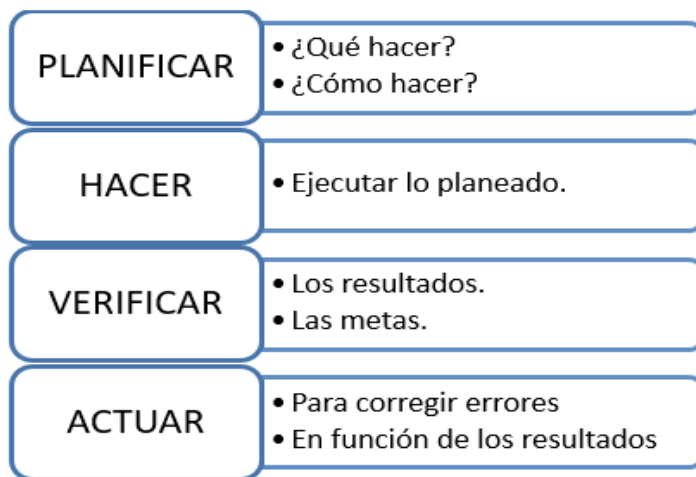 PLANIFICAR
• ¿Qué hacer?
• ¿Cómo hacer?
HACER
• Ejecutar lo planeado.
VERIFICAR
• Los resultados.
• Las metas.
ACTUAR
• Para corregir errores
• En función de los resultados